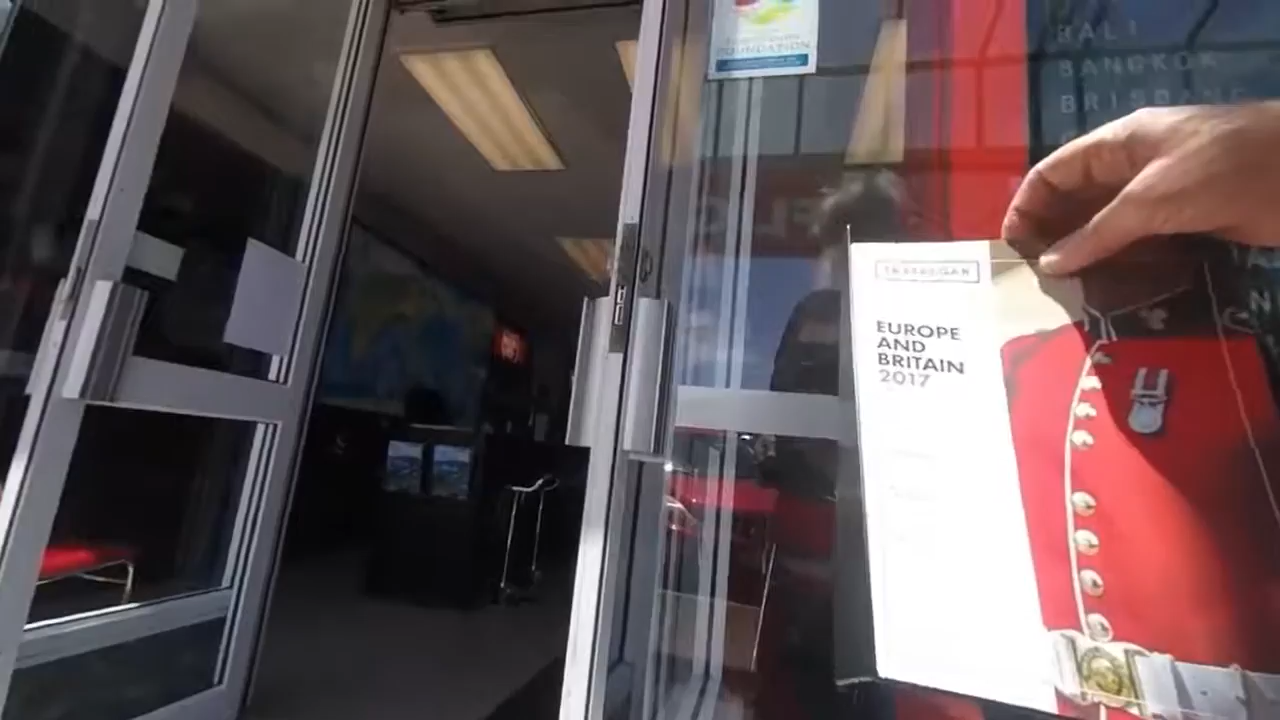 FOUNDATION
BALI
BANGKOK
BRISBANE
TRAFALGAR
EUROPE
AND
BRITAIN
2017